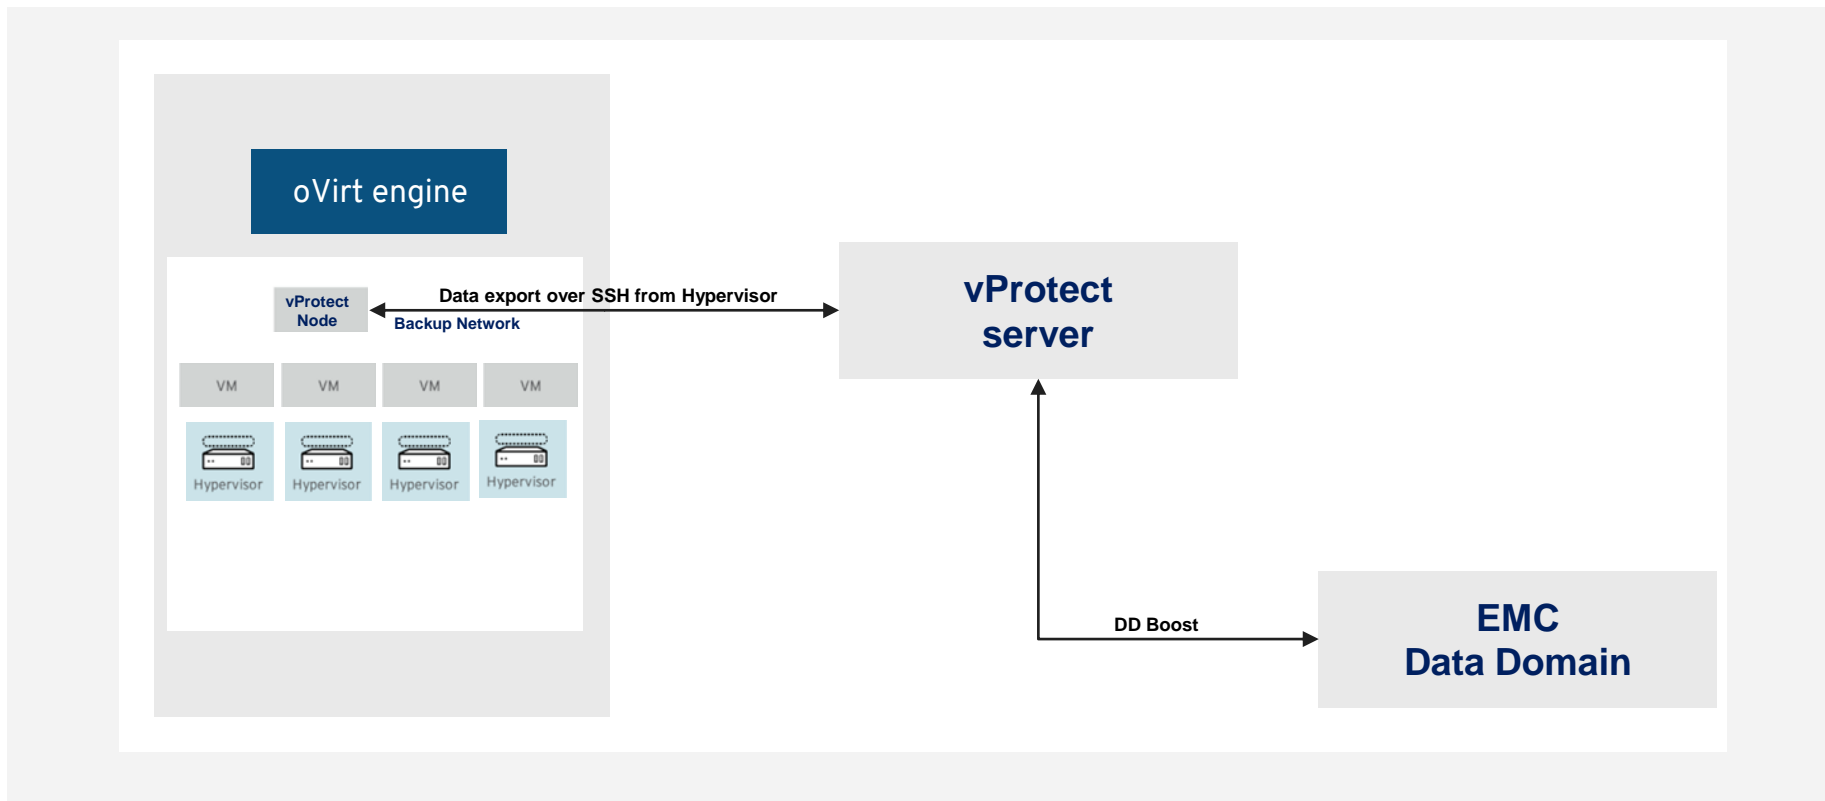 oVirt engine
vProtect
Node
Data export over SSH from Hypervisor
Backup Network
vProtect
server
VM
VM
VM
VM
Hypervisor
Hypervisor
Hypervisor
Hypervisor
DD Boost
EMC
Data Domain